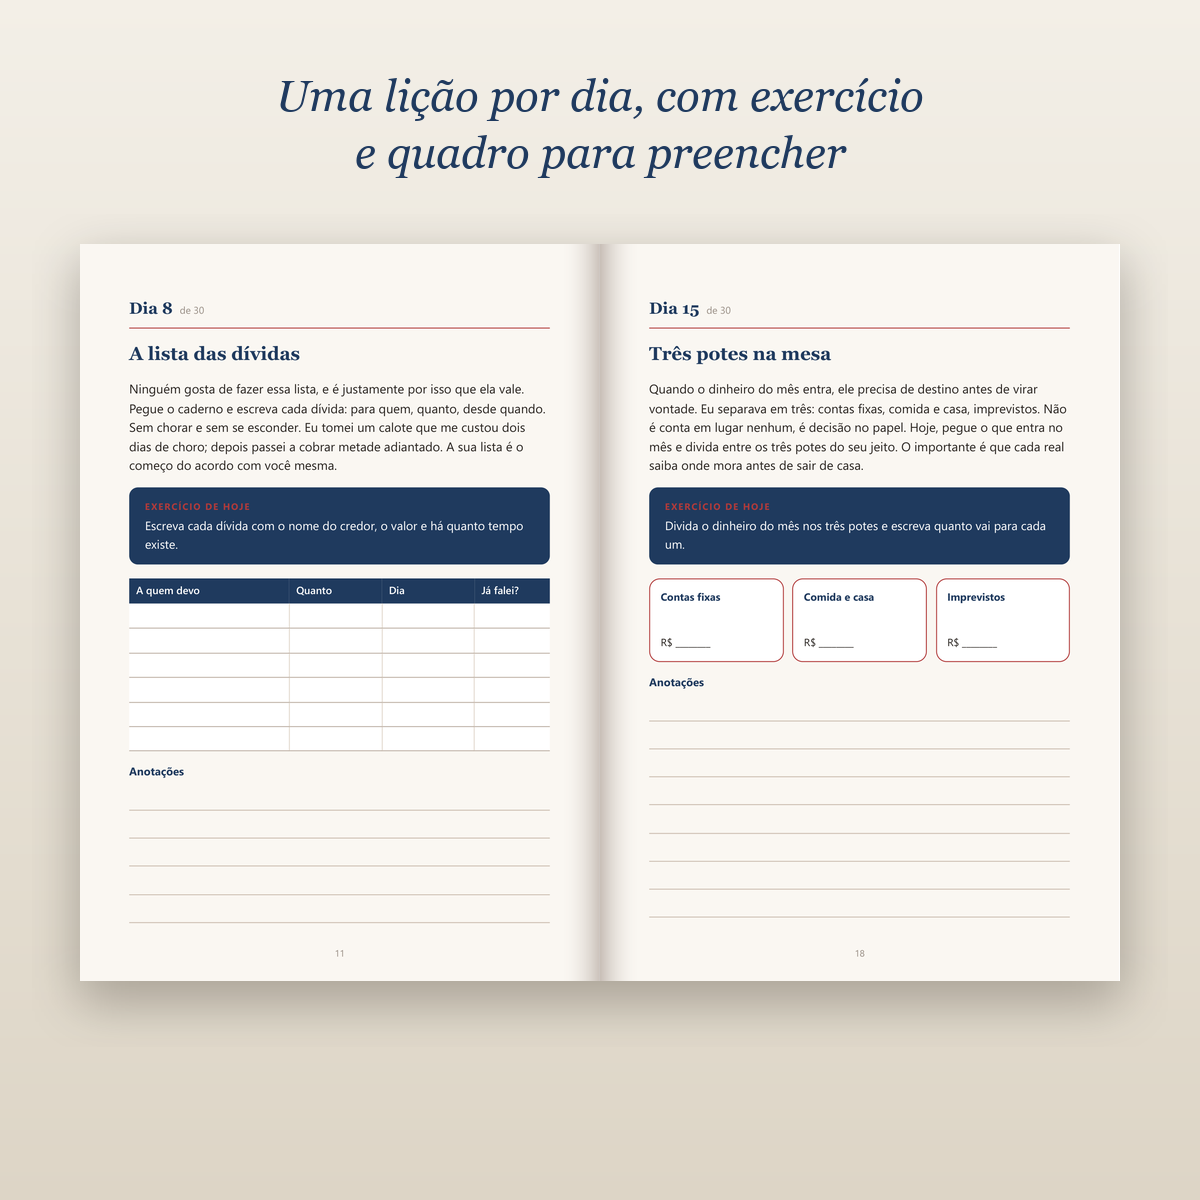 Uma lição por dia, com exercício
e quadro para preencher
Dia 8 de 30
A lista das dívidas
Ninguém gosta de fazer essa lista, e é justamente por isso que ela vale.
Pegue o caderno e escreva cada dívida: para quem, quanto, desde quando.
Sem chorar e sem se esconder. Eu tomei um calote que me custou dois
dias de choro; depois passei a cobrar metade adiantado. A sua lista é o
começo do acordo com você mesma.
EXERCÍCIO DE HOJE
Escreva cada dívida com o nome do credor, o valor e há quanto tempo
existe.
A quem devo Quanto Dia Já falei?
Anotações
11
Dia 15 de 30
Três potes na mesa
Quando o dinheiro do mês entra, ele precisa de destino antes de virar
vontade. Eu separava em três: contas fixas, comida e casa, imprevistos. Não
é conta em lugar nenhum, é decisão no papel. Hoje, pegue o que entra no
mês e divida entre os três potes do seu jeito. O importante é que cada real
saiba onde mora antes de sair de casa.
EXERCÍCIO DE HOJE
Divida o dinheiro do mês nos três potes e escreva quanto vai para cada
um.
Contas fixas Comida e casa Imprevistos
R$ _______ R$ _______ R$ _______
Anotações
18